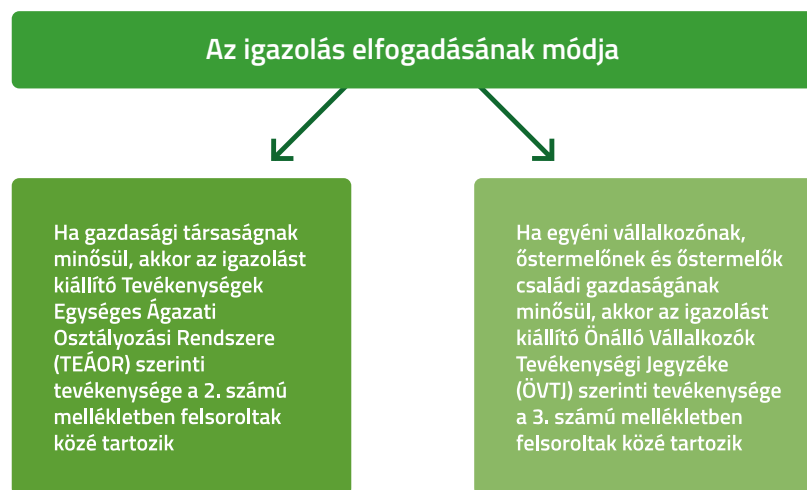 Az igazolás elfogadásának módja
Ha gazdasági társaságnak
minősül, akkor az igazolást
kiállító Tevékenységek
Egységes Ágazati
Osztályozási Rendszere
(TEÁOR) szerinti
tevékenysége a 2. számú
mellékletben felsoroltak
közé tartozik
Ha egyéni vállalkozónak,
őstermelőnek és őstermelők
családi gazdaságának
minősül, akkor az igazolást
kiállító Önálló Vállalkozók
Tevékenységi Jegyzéke
(ÖVTJ) szerinti tevékenysége
a 3. számú mellékletben
felsoroltak közé tartozik